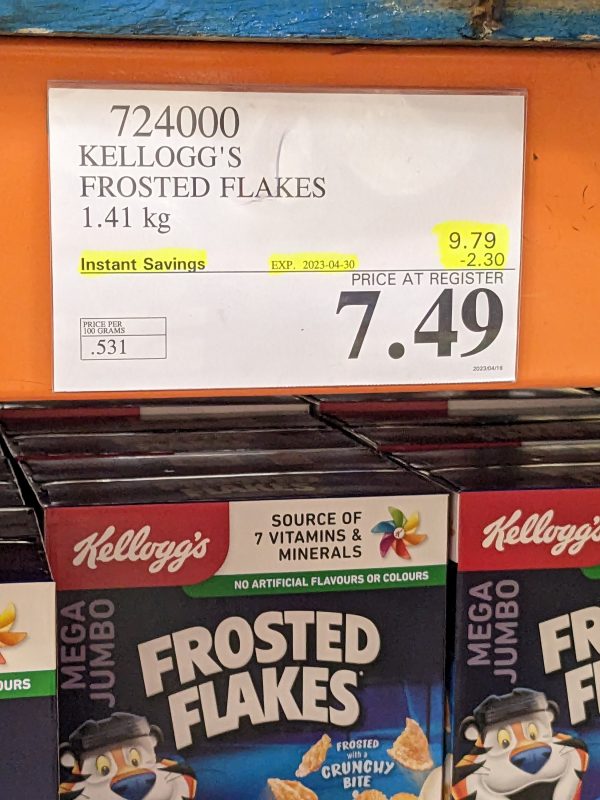 724000
KELLOGG'S
FROSTED FLAKES
1.41 kg
9.79
Instant Savings EXP. 2023-04-30 -2.30
PRICE AT REGISTER
7.49
PRICE PER
100 GRAMS
.531
2023/04/18
Kellogg's
SOURCE OF
7 VITAMINS &
MINERALS
NO ARTIFICIAL FLAVOURS OR COLOURS
MEGA
JUMBO
FROSTED
FLAKES
FROSTED
with a
CRUNCHY
BITE
OURS
Kellogg's
MEGA
JUMBO
FR
F